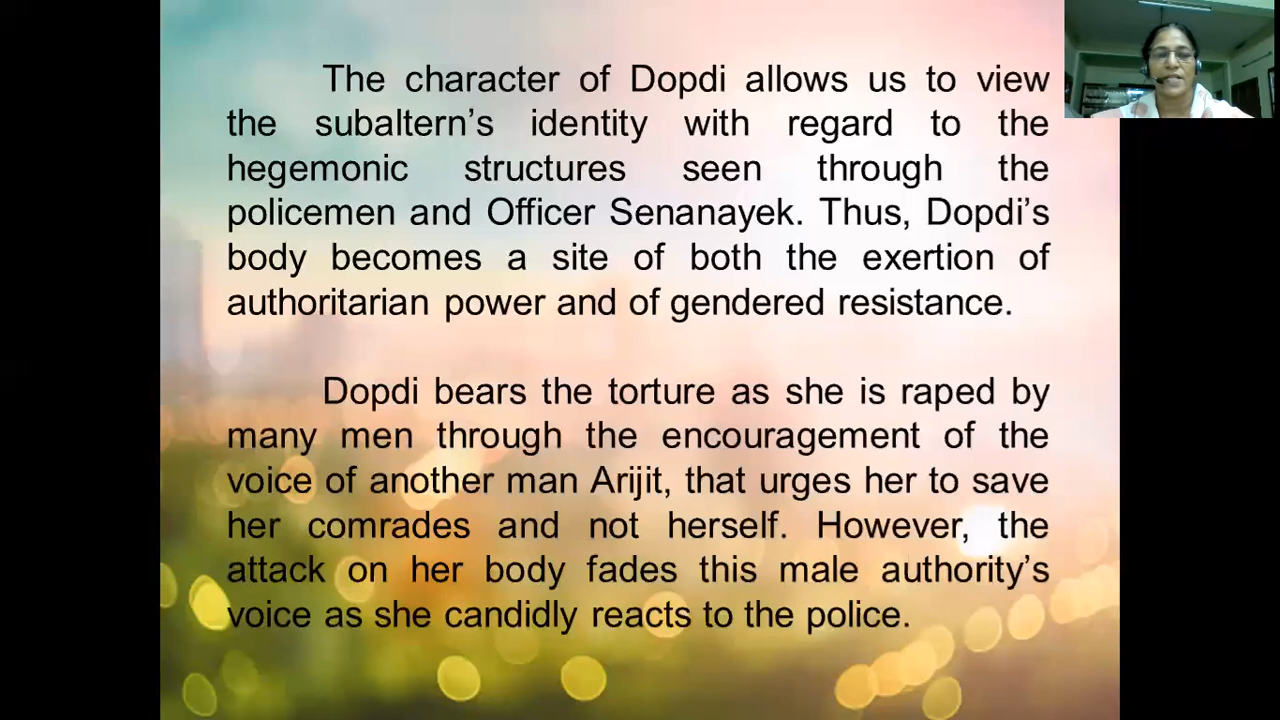 The character of Dopdi allows us to view
the subaltern's identity with regard to the
hegemonic structures seen through the
policemen and Officer Senanayek. Thus, Dopdi's
body becomes a site of both the exertion of
authoritarian power and of gendered resistance.
Dopdi bears the torture as she is raped by
many men through the encouragement of the
voice of another man Arijit, that urges her to save
her comrades and not herself. However, the
attack on her body fades this male authority's
voice as she candidly reacts to the police.